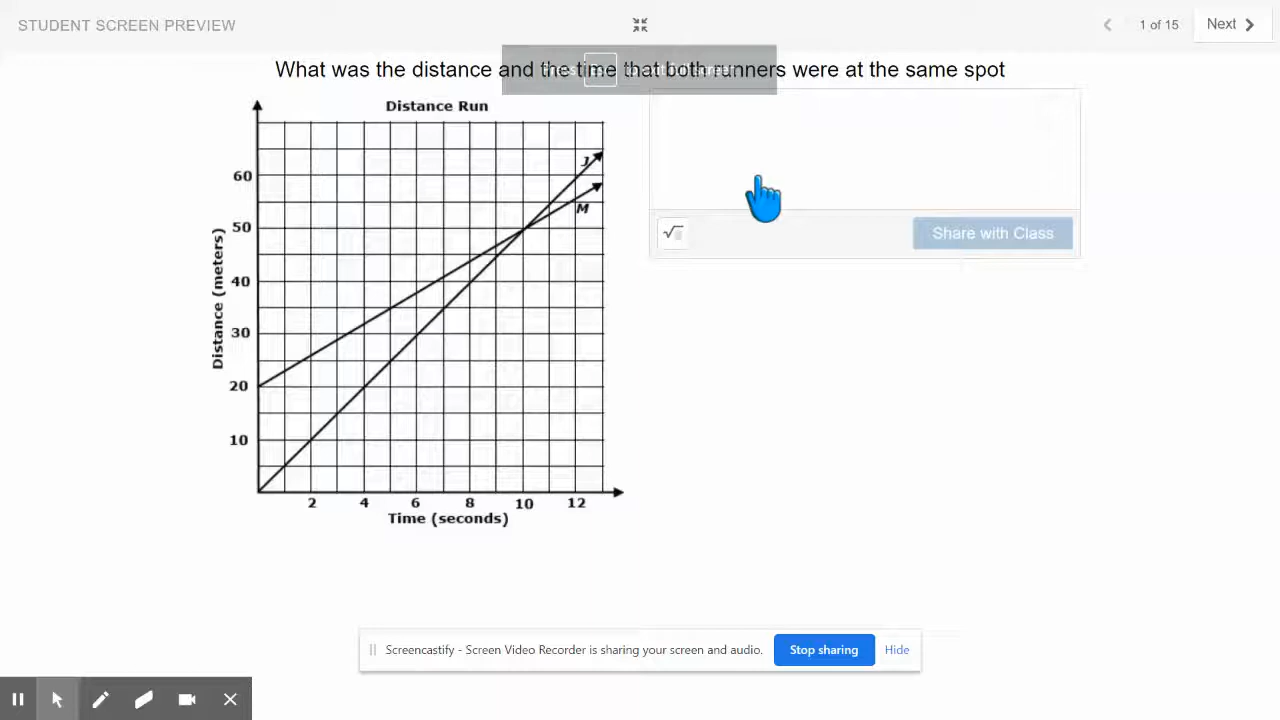 STUDENT SCREEN PREVIEW
1 of 15
Next
What was the distance and the time that both runners were at the same spot
Distance Run
J
M
60
50
40
30
20
10
Distance (meters)
2 4 6 8 10 12
Time (seconds)
√
Share with Class
Screencastify - Screen Video Recorder is sharing your screen and audio.
Stop sharing
Hide